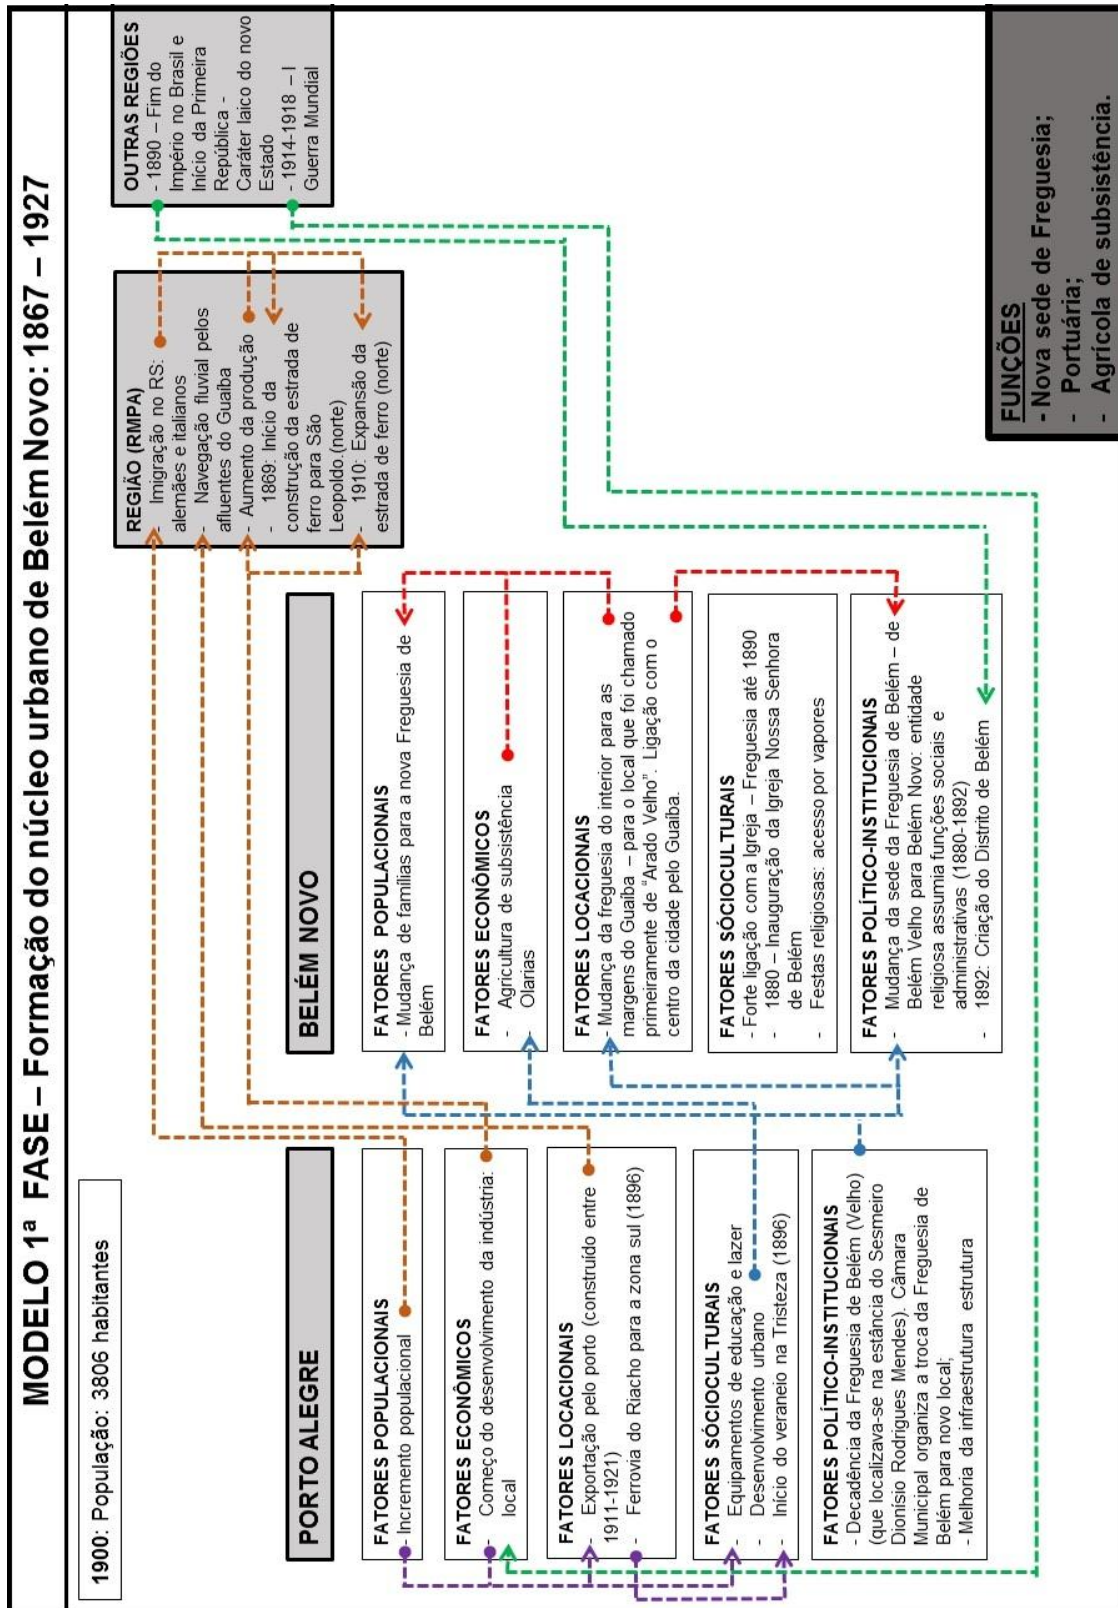 MODELO 1ª FASE – Formação do núcleo urbano de Belém Novo: 1867 – 1927
1900: População: 3806 habitantes
PORTO ALEGRE
FATORES POPULACIONAIS
- Incremento populacional
FATORES ECONÔMICOS
- Começo do desenvolvimento da indústria:
local
FATORES LOCACIONAIS
- Exportação pelo porto (construído entre
1911-1921)
- Ferrovia do Riacho para a zona sul (1896)
FATORES SÓCIOCULTURAIS
- Equipamentos de educação e lazer
- Desenvolvimento urbano
- Início do veraneio na Tristeza (1896)
FATORES POLÍTICO-INSTITUCIONAIS
- Decadência da Freguesia de Belém (Velho)
(que localizava-se na estância do Sesmeiro
Dionísio Rodrigues Mendes). Câmara
Municipal organiza a troca da Freguesia de
Belém para novo local;
- Melhoria da infraestrutura estrutura
BELÉM NOVO
FATORES POPULACIONAIS
- Mudança de famílias para a nova Freguesia de
Belém
FATORES ECONÔMICOS
- Agricultura de subsistência
- Olarias
FATORES LOCACIONAIS
- Mudança da freguesia do interior para as
margens do Guaíba – para o local que foi chamado
primeiramente de “Arado Velho”. Ligação com o
centro da cidade pelo Guaíba.
FATORES SÓCIOCULTURAIS
- Forte ligação com a Igreja – Freguesia até 1890
- 1880 – Inauguração da Igreja Nossa Senhora
de Belém
- Festas religiosas: acesso por vapores
FATORES POLÍTICO-INSTITUCIONAIS
- Mudança da sede da Freguesia de Belém – de
Belém Velho para Belém Novo: entidade
religiosa assumia funções sociais e
administrativas (1880-1892)
- 1892: Criação do Distrito de Belém
REGIÃO (RMPA)
- Imigração no RS:
alemães e italianos
- Navegação fluvial pelos
afluentes do Guaíba
- Aumento da produção
- 1869: Início da
construção da estrada de
ferro para São
Leopoldo.(norte)
- 1910: Expansão da
estrada de ferro (norte)
OUTRAS REGIÕES
- 1890 – Fim do
Império no Brasil e
Início da Primeira
República -
Caráter laico do novo
Estado
- 1914-1918 – I
Guerra Mundial
FUNÇÕES
- Nova sede de Freguesia;
- Portuária;
- Agrícola de subsistência.